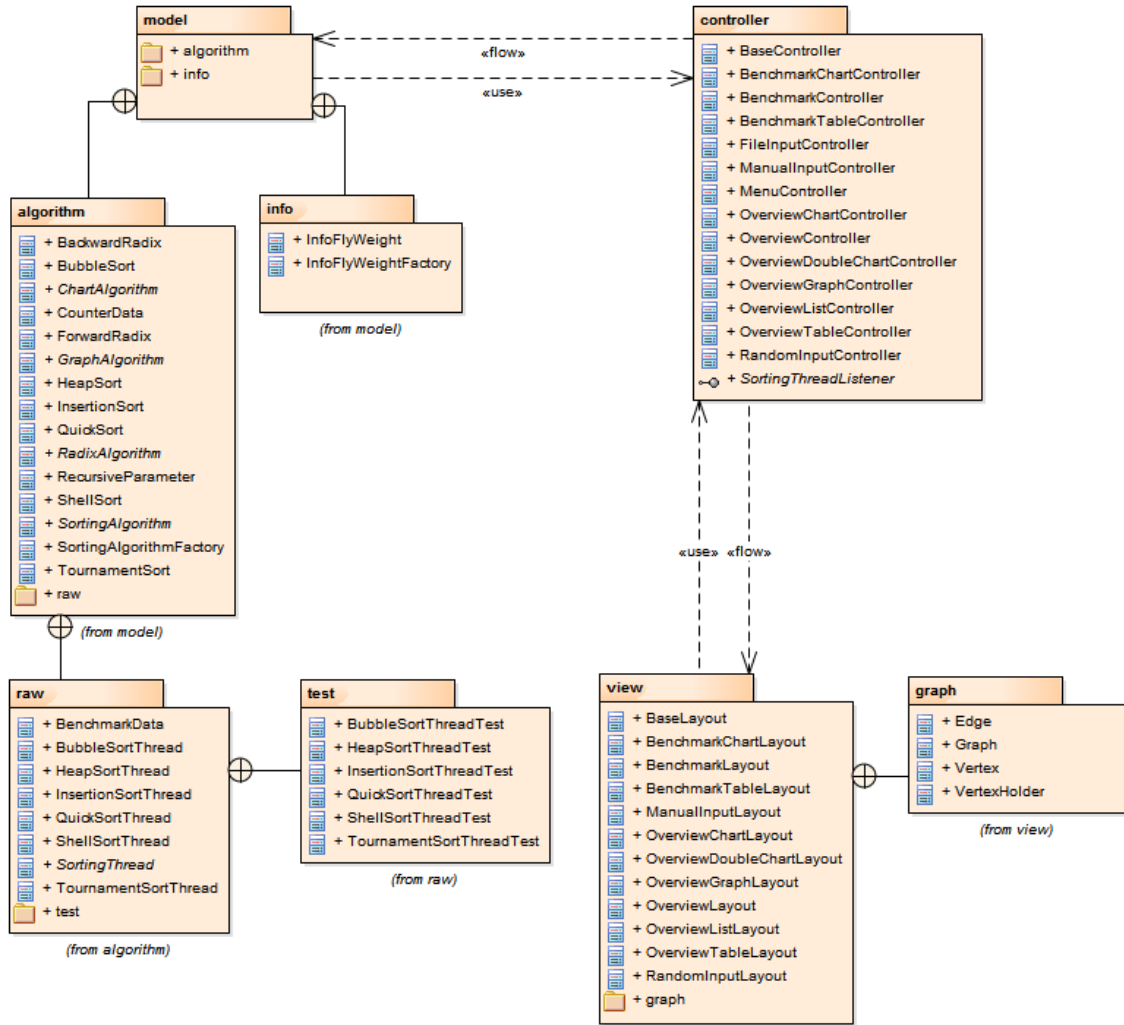 model
+ algorithm
+ info
«flow»
«use»
controller
+ BaseController
+ BenchmarkChartController
+ BenchmarkController
+ BenchmarkTableController
+ FileInputController
+ ManualInputController
+ MenuController
+ OverviewChartController
+ OverviewController
+ OverviewDoubleChartController
+ OverviewGraphController
+ OverviewListController
+ OverviewTableController
+ RandomInputController
+ SortingThreadListener
algorithm
+ BackwardRadix
+ BubbleSort
+ ChartAlgorithm
+ CounterData
+ ForwardRadix
+ GraphAlgorithm
+ HeapSort
+ InsertionSort
+ QuickSort
+ RadixAlgorithm
+ RecursiveParameter
+ ShellSort
+ SortingAlgorithm
+ SortingAlgorithmFactory
+ TournamentSort
+ raw
(from model)
info
+ InfoFlyWeight
+ InfoFlyWeightFactory
(from model)
«use»
«flow»
raw
+ BenchmarkData
+ BubbleSortThread
+ HeapSortThread
+ InsertionSortThread
+ QuickSortThread
+ ShellSortThread
+ SortingThread
+ TournamentSortThread
+ test
(from algorithm)
test
+ BubbleSortThreadTest
+ HeapSortThreadTest
+ InsertionSortThreadTest
+ QuickSortThreadTest
+ ShellSortThreadTest
+ TournamentSortThreadTest
(from raw)
view
+ BaseLayout
+ BenchmarkChartLayout
+ BenchmarkLayout
+ BenchmarkTableLayout
+ ManualInputLayout
+ OverviewChartLayout
+ OverviewDoubleChartLayout
+ OverviewGraphLayout
+ OverviewLayout
+ OverviewListLayout
+ OverviewTableLayout
+ RandomInputLayout
+ graph
graph
+ Edge
+ Graph
+ Vertex
+ VertexHolder
(from view)